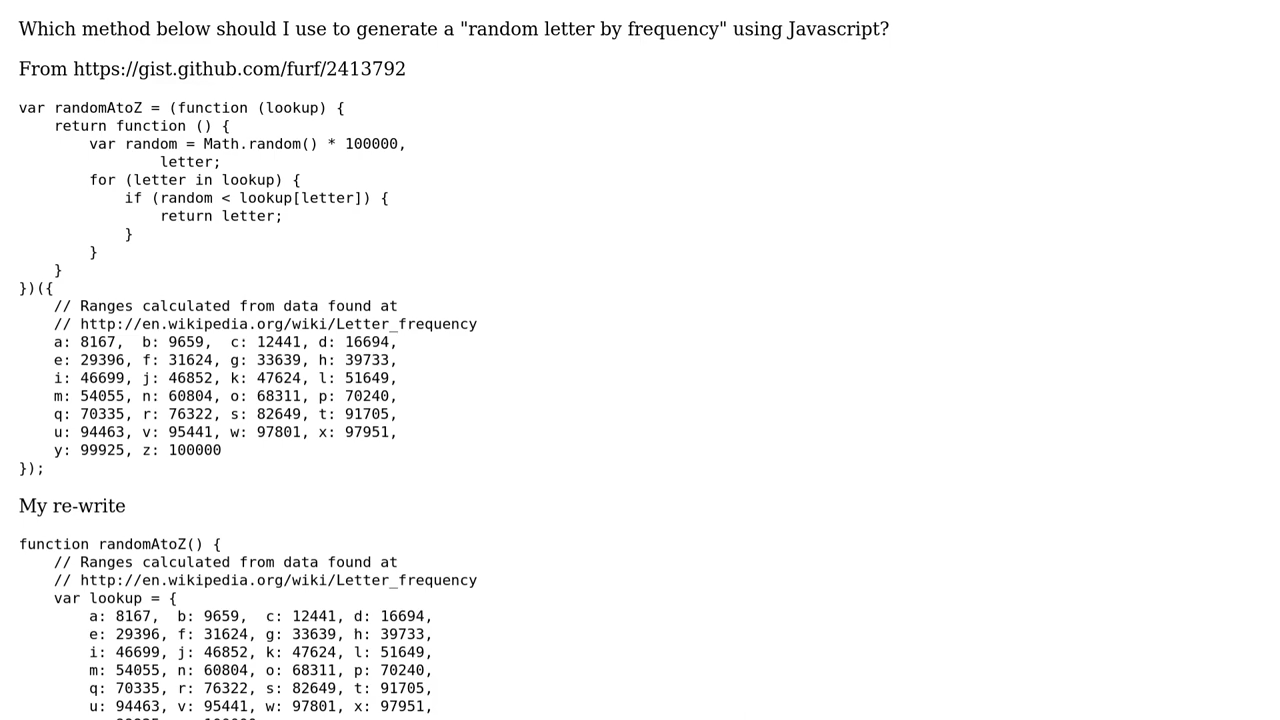 Which method below should I use to generate a "random letter by frequency" using Javascript?
From https://gist.github.com/furf/2413792
var randomAtoZ = (function (lookup) {
    return function () {
        var random = Math.random() * 100000,
                letter;
        for (letter in lookup) {
            if (random < lookup[letter]) {
                return letter;
            }
        }
    }
})({
    // Ranges calculated from data found at
    // http://en.wikipedia.org/wiki/Letter_frequency
    a: 8167,  b: 9659,  c: 12441, d: 16694,
    e: 29396, f: 31624, g: 33639, h: 39733,
    i: 46699, j: 46852, k: 47624, l: 51649,
    m: 54055, n: 60804, o: 68311, p: 70240,
    q: 70335, r: 76322, s: 82649, t: 91705,
    u: 94463, v: 95441, w: 97801, x: 97951,
    y: 99925, z: 100000
});
My re-write
function randomAtoZ() {
    // Ranges calculated from data found at
    // http://en.wikipedia.org/wiki/Letter_frequency
    var lookup = {
        a: 8167,  b: 9659,  c: 12441, d: 16694,
        e: 29396, f: 31624, g: 33639, h: 39733,
        i: 46699, j: 46852, k: 47624, l: 51649,
        m: 54055, n: 60804, o: 68311, p: 70240,
        q: 70335, r: 76322, s: 82649, t: 91705,
        u: 94463, v: 95441, w: 97801, x: 97951,